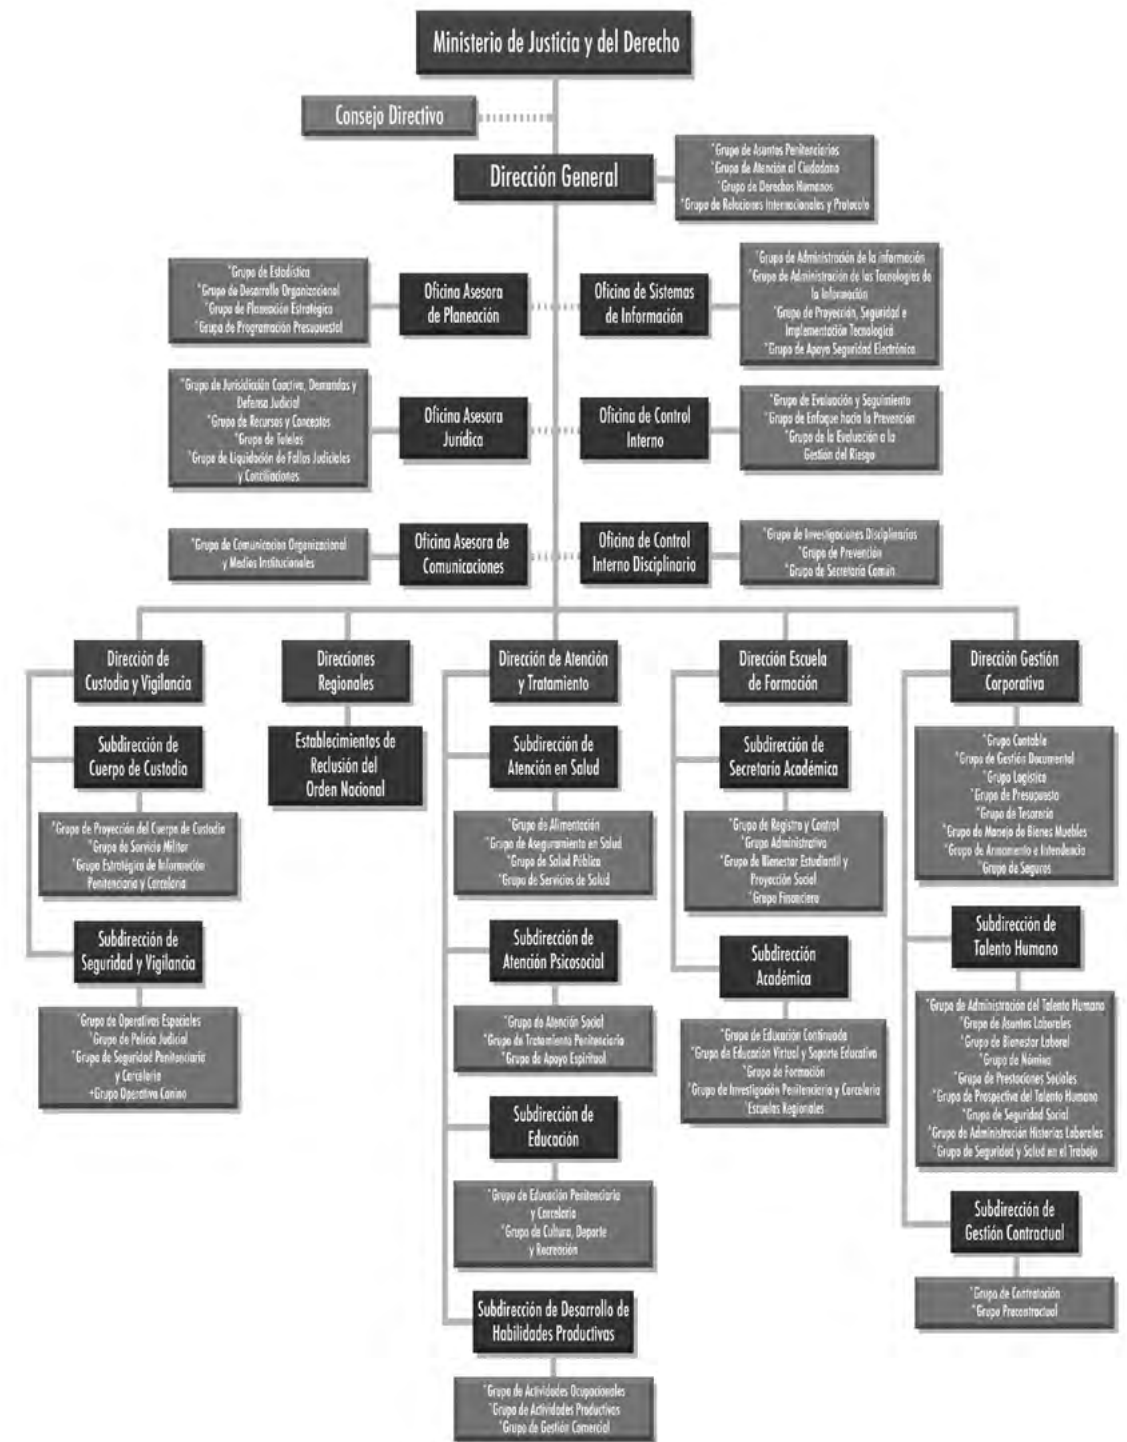 Ministerio de Justicia y del Derecho
Consejo Directivo
Dirección General
*Grupo de Asuntos Penitenciarios
*Grupo de Atención al Ciudadano
*Grupo de Derechos Humanos
*Grupo de Relaciones Internacionales y Protocolo
*Grupo de Estadística
*Grupo de Desarrollo Organizacional
*Grupo de Planeación Estratégica
*Grupo de Programación Presupuestal
Oficina Asesora
de Planeación
Oficina de Sistemas
de Información
*Grupo de Administración de la información
*Grupo de Administración de las Tecnologías de
la Información
*Grupo de Proyección, Seguridad e
Implementación Tecnologica
*Grupo de Apoyo Seguridad Electrónica
*Grupo de Jurisidicción Coactiva, Demandas y
Defensa Judicial
*Grupo de Recursos y Conceptos
*Grupo de Tutelas
*Grupo de Liquidación de Fallos Judiciales
y Conciliaciones
Oficina Asesora
Jurídica
Oficina de Control
Interno
*Grupo de Evaluación y Seguimiento
*Grupo de Enfoque hacia la Prevención
*Grupo de la Evaluación a la
Gestión del Riesgo
*Grupo de Comunicacion Organizacional
y Medios Institucionales
Oficina Asesora de
Comunicaciones
Oficina de Control
Interno Disciplinario
*Grupo de Investigaciones Disciplinarias
*Grupo de Prevención
*Grupo de Secretaría Común
Dirección de
Custodia y Vigilancia
Subdirección de
Cuerpo de Custodia
*Grupo de Proyección del Cuerpo de Custodia
*Grupo de Servicio Militar
*Grupo Estratégico de Información
Penitenciaria y Carcelaria
Subdirección de
Seguridad y Vigilancia
*Grupo de Operativos Especiales
*Grupo de Policía Judicial
*Grupo de Seguridad Penitenciaria
y Carcelaria
+Grupo Operativo Canino
Direciones
Regionales
Establecimientos de
Reclusión del
Orden Nacional
Dirección de Atención
y Tratamiento
Subdirección de
Atención en Salud
*Grupo de Alimentación
*Grupo de Aseguramiento en Salud
*Grupo de Salud Pública
*Grupo de Servicios de Salud
Subdirección de
Atención Psicosocial
*Grupo de Atención Social
*Grupo de Tratamiento Penitenciario
*Grupo de Apoyo Espiritual
Subdirección de
Educación
*Grupo de Educación Penitenciaria
y Carcelaria
*Grupo de Cultura, Deporte
y Recreación
Subdirección de Desarrollo de
Habilidades Productivas
*Grupo de Actividades Ocupacionales
*Grupo de Actividades Productivas
*Grupo de Gestión Comercial
Dirección Escuela
de Formación
Subdirección de
Secretaria Académica
*Grupo de Registro y Control
*Grupo Administrativo
*Grupo de Bienestar Estudiantil y
Proyección Social
*Grupo Financiero
Subdirección
Académica
*Grupo de Educación Continuada
*Grupo de Educación Virtual y Soporte Educativo
*Grupo de Formación
*Grupo de Investigación Penitenciaria y Carcelaria
Escuelas Regionales
Dirección Gestión
Corporativa
*Grupo Contable
*Grupo de Gestión Documental
*Grupo Logístico
*Grupo de Presupuesto
*Grupo de Tesorería
*Grupo de Manejo de Bienes Muebles
*Grupo de Armamento e Intendencia
*Grupo de Seguros
Subdirección de
Talento Humano
*Grupo de Administración del Talento Humano
*Grupo de Asuntos Laborales
*Grupo de Bienestar Laboral
*Grupo de Nómina
*Grupo de Prestaciones Sociales
*Grupo de Prospectiva del Talento Humano
*Grupo de Seguridad Social
*Grupo de Administración Historias Laborales
*Grupo de Seguridad y Salud en el Trabajo
Subdirección de
Gestión Contractual
*Grupo de Contratación
*Grupo Precontractual